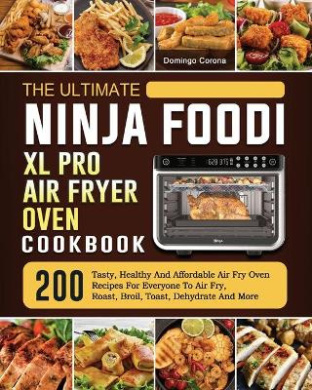 Domingo Corona
THE ULTIMATE
NINJA FOODI
XL PRO
AIR FRYER
OVEN
COOKBOOK
200
Tasty, Healthy And Affordable Air Fry Oven
Recipes For Everyone To Air Fry,
Roast, Broil, Toast, Dehydrate And More